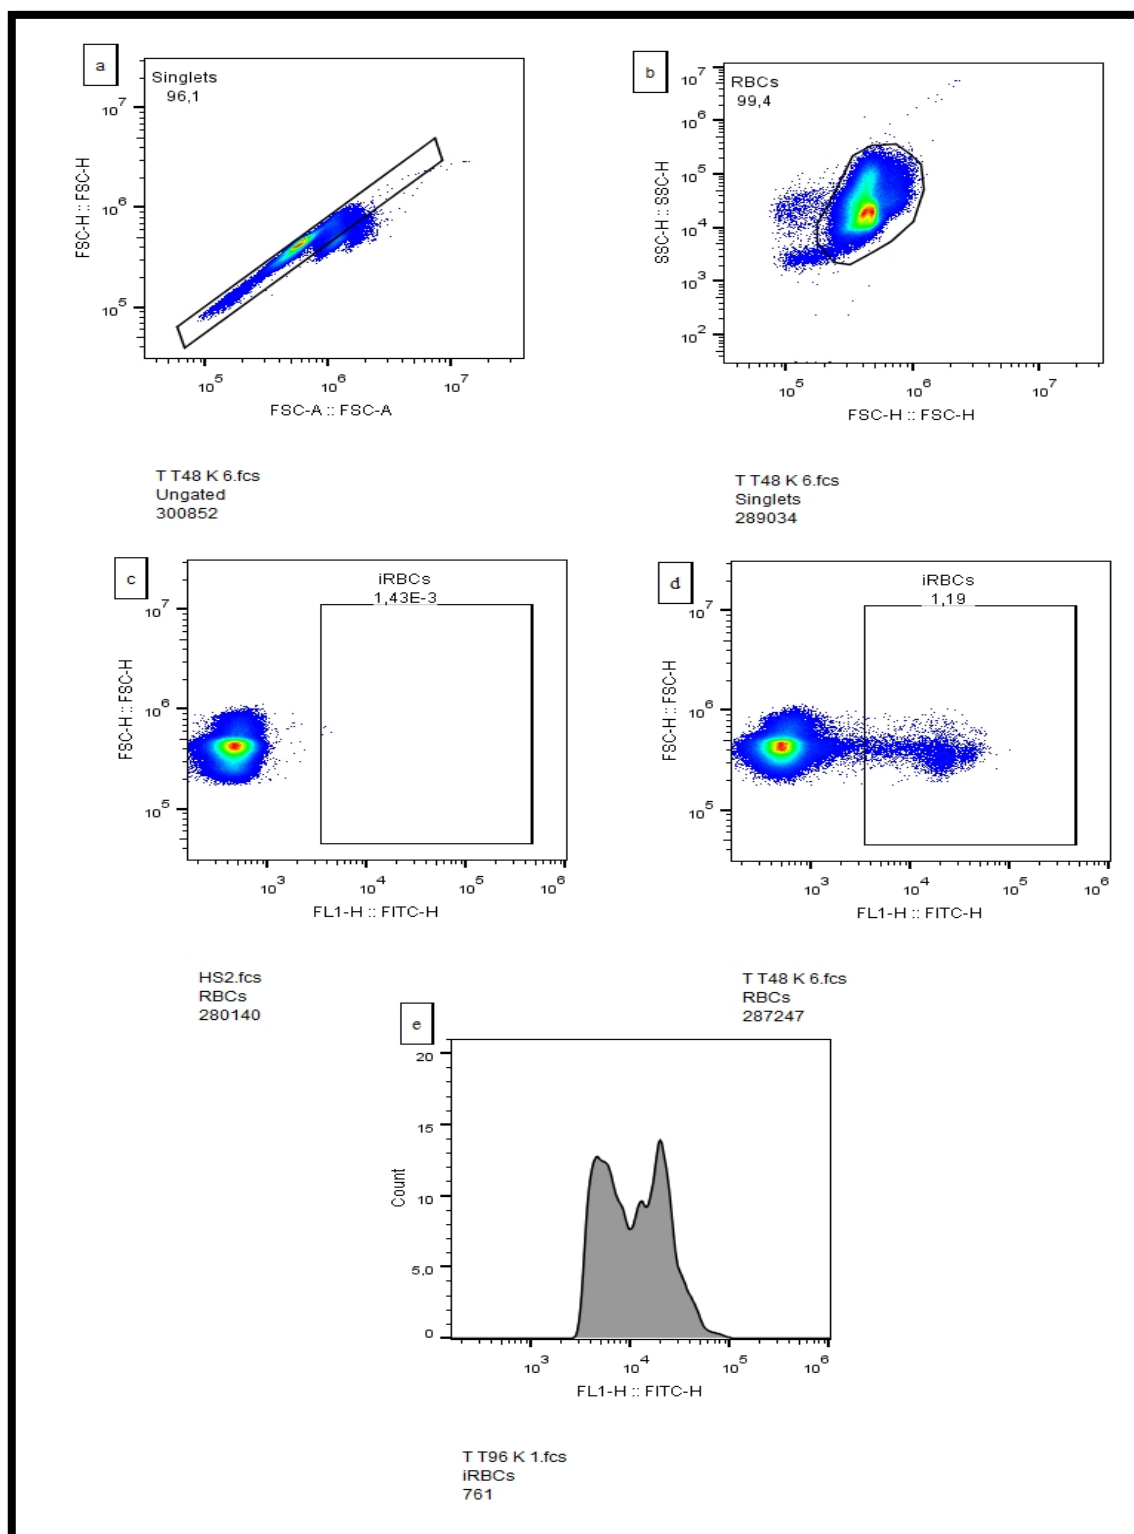 a
Singlets
96,1
10^7
10^6
10^5
FSC-H :: FSC-H
10^5 10^6 10^7
FSC-A :: FSC-A
T T48 K 6.fcs
Ungated
300852
b
RBCs
99,4
10^7
10^6
10^5
10^4
10^3
10^2
SSC-H :: SSC-H
10^5 10^6 10^7
FSC-H :: FSC-H
T T48 K 6.fcs
Singlets
289034
c
iRBCs
1,43E-3
10^7
10^6
10^5
FSC-H :: FSC-H
10^3 10^4 10^5 10^6
FL1-H :: FITC-H
HS2.fcs
RBCs
280140
d
iRBCs
1,19
10^7
10^6
10^5
FSC-H :: FSC-H
10^3 10^4 10^5 10^6
FL1-H :: FITC-H
T T48 K 6.fcs
RBCs
287247
e
20
15
10
5,0
0
Count
10^3 10^4 10^5 10^6
FL1-H :: FITC-H
T T96 K 1.fcs
iRBCs
761